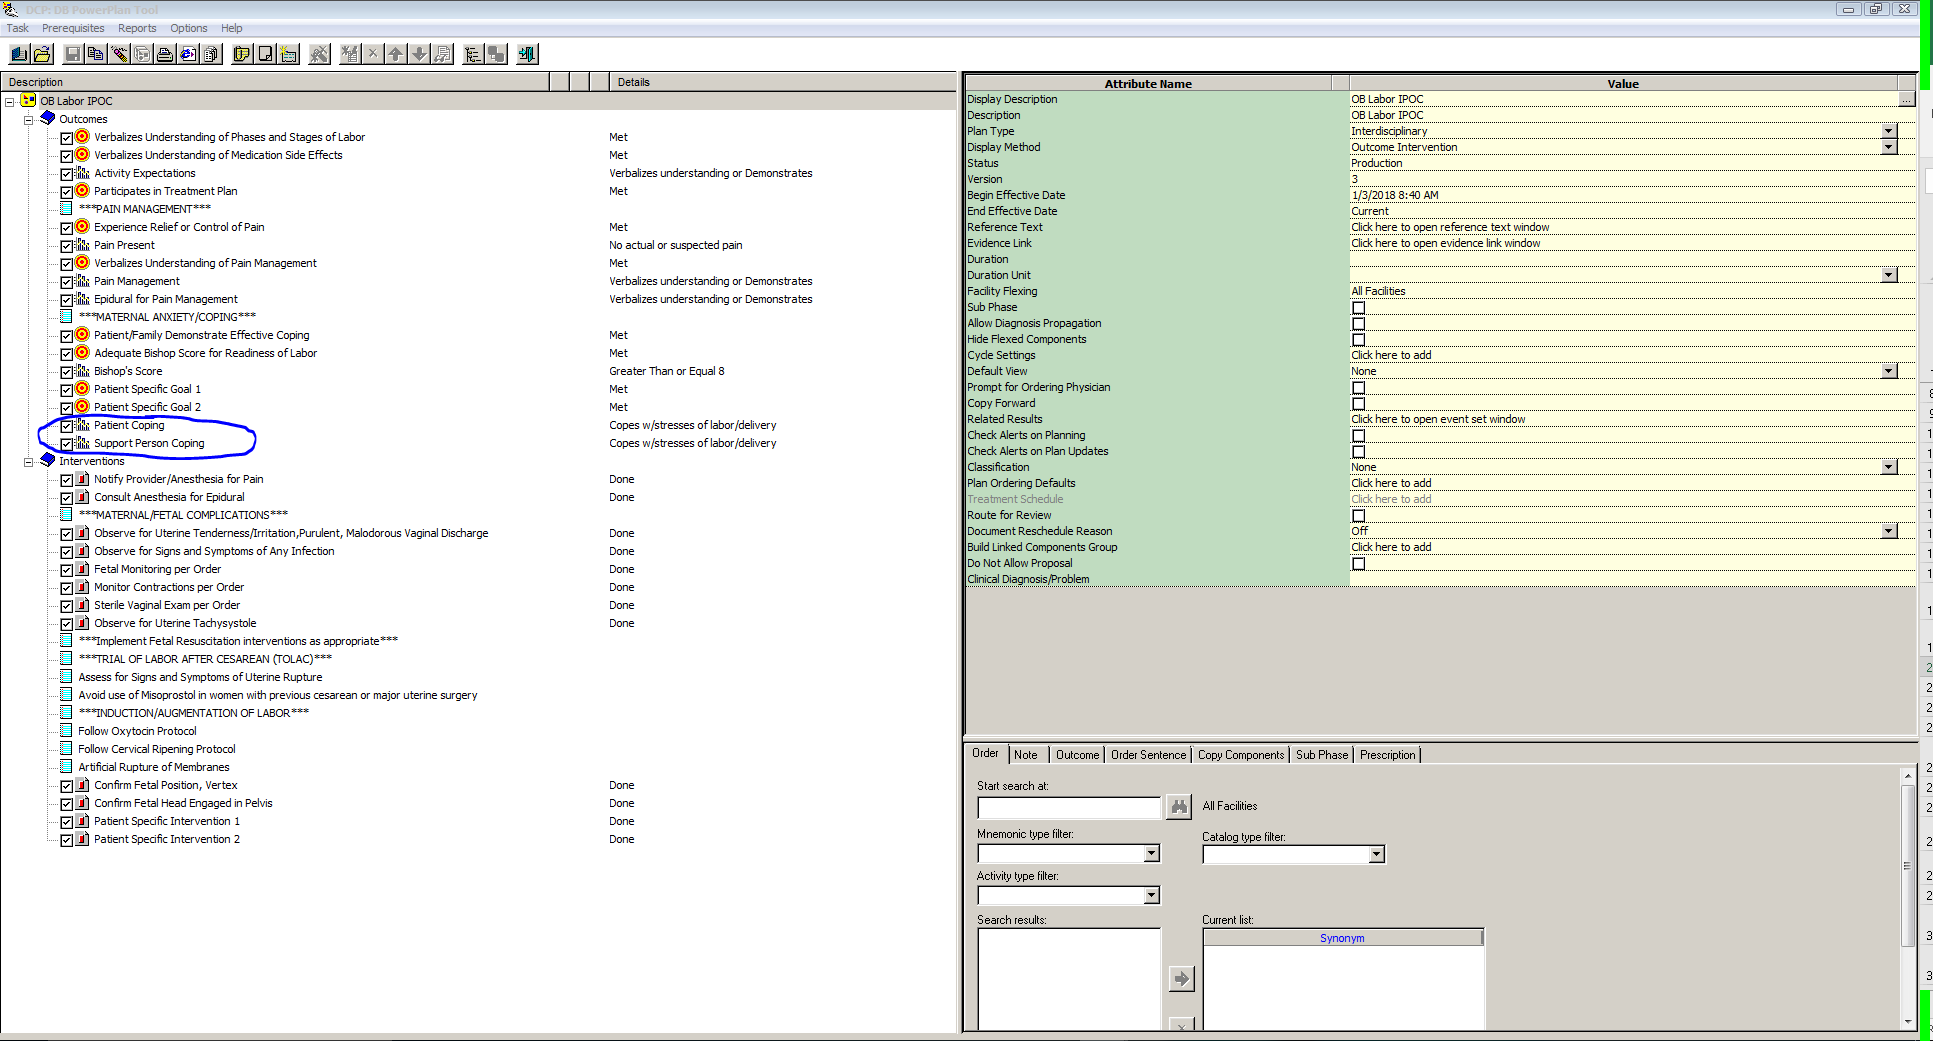 DCP: DB PowerPlan Tool
Task Prerequisites Reports Options Help
Description Details
OB Labor IPOC
Outcomes
Verbalizes Understanding of Phases and Stages of Labor Met
Verbalizes Understanding of Medication Side Effects Met
Activity Expectations Verbalizes understanding or Demonstrates
Participates in Treatment Plan Met
***PAIN MANAGEMENT***
Experience Relief or Control of Pain Met
Pain Present No actual or suspected pain
Verbalizes Understanding of Pain Management Met
Pain Management Verbalizes understanding or Demonstrates
Epidural for Pain Management Verbalizes understanding or Demonstrates
***MATERNAL ANXIETY/COPING***
Patient/Family Demonstrate Effective Coping Met
Adequate Bishop Score for Readiness of Labor Met
Bishop's Score Greater Than or Equal 8
Patient Specific Goal 1 Met
Patient Specific Goal 2 Met
Patient Coping Copes w/stresses of labor/delivery
Support Person Coping Copes w/stresses of labor/delivery
Interventions
Notify Provider/Anesthesia for Pain Done
Consult Anesthesia for Epidural Done
***MATERNAL/FETAL COMPLICATIONS***
Observe for Uterine Tenderness/Irritation,Purulent, Malodorous Vaginal Discharge Done
Observe for Signs and Symptoms of Any Infection Done
Fetal Monitoring per Order Done
Monitor Contractions per Order Done
Sterile Vaginal Exam per Order Done
Observe for Uterine Tachysystole Done
***Implement Fetal Resuscitation interventions as appropriate***
***TRIAL OF LABOR AFTER CESAREAN (TOLAC)***
Assess for Signs and Symptoms of Uterine Rupture
Avoid use of Misoprostol in women with previous cesarean or major uterine surgery
***INDUCTION/AUGMENTATION OF LABOR***
Follow Oxytocin Protocol
Follow Cervical Ripening Protocol
Artificial Rupture of Membranes
Confirm Fetal Position, Vertex Done
Confirm Fetal Head Engaged in Pelvis Done
Patient Specific Intervention 1 Done
Patient Specific Intervention 2 Done
Attribute Name Value
Display Description OB Labor IPOC ...
Description OB Labor IPOC
Plan Type Interdisciplinary
Display Method Outcome Intervention
Status Production
Version 3
Begin Effective Date 1/3/2018 8:40 AM
End Effective Date Current
Reference Text Click here to open reference text window
Evidence Link Click here to open evidence link window
Duration
Duration Unit
Facility Flexing All Facilities
Sub Phase
Allow Diagnosis Propagation
Hide Flexed Components
Cycle Settings Click here to add
Default View None
Prompt for Ordering Physician
Copy Forward
Related Results Click here to open event set window
Check Alerts on Planning
Check Alerts on Plan Updates
Classification None
Plan Ordering Defaults Click here to add
Treatment Schedule Click here to add
Route for Review
Document Reschedule Reason Off
Build Linked Components Group Click here to add
Do Not Allow Proposal
Clinical Diagnosis/Problem
Order Note Outcome Order Sentence Copy Components Sub Phase Prescription
Start search at:
All Facilities
Mnemonic type filter: Catalog type filter:
Activity type filter:
Search results: Current list:
Synonym